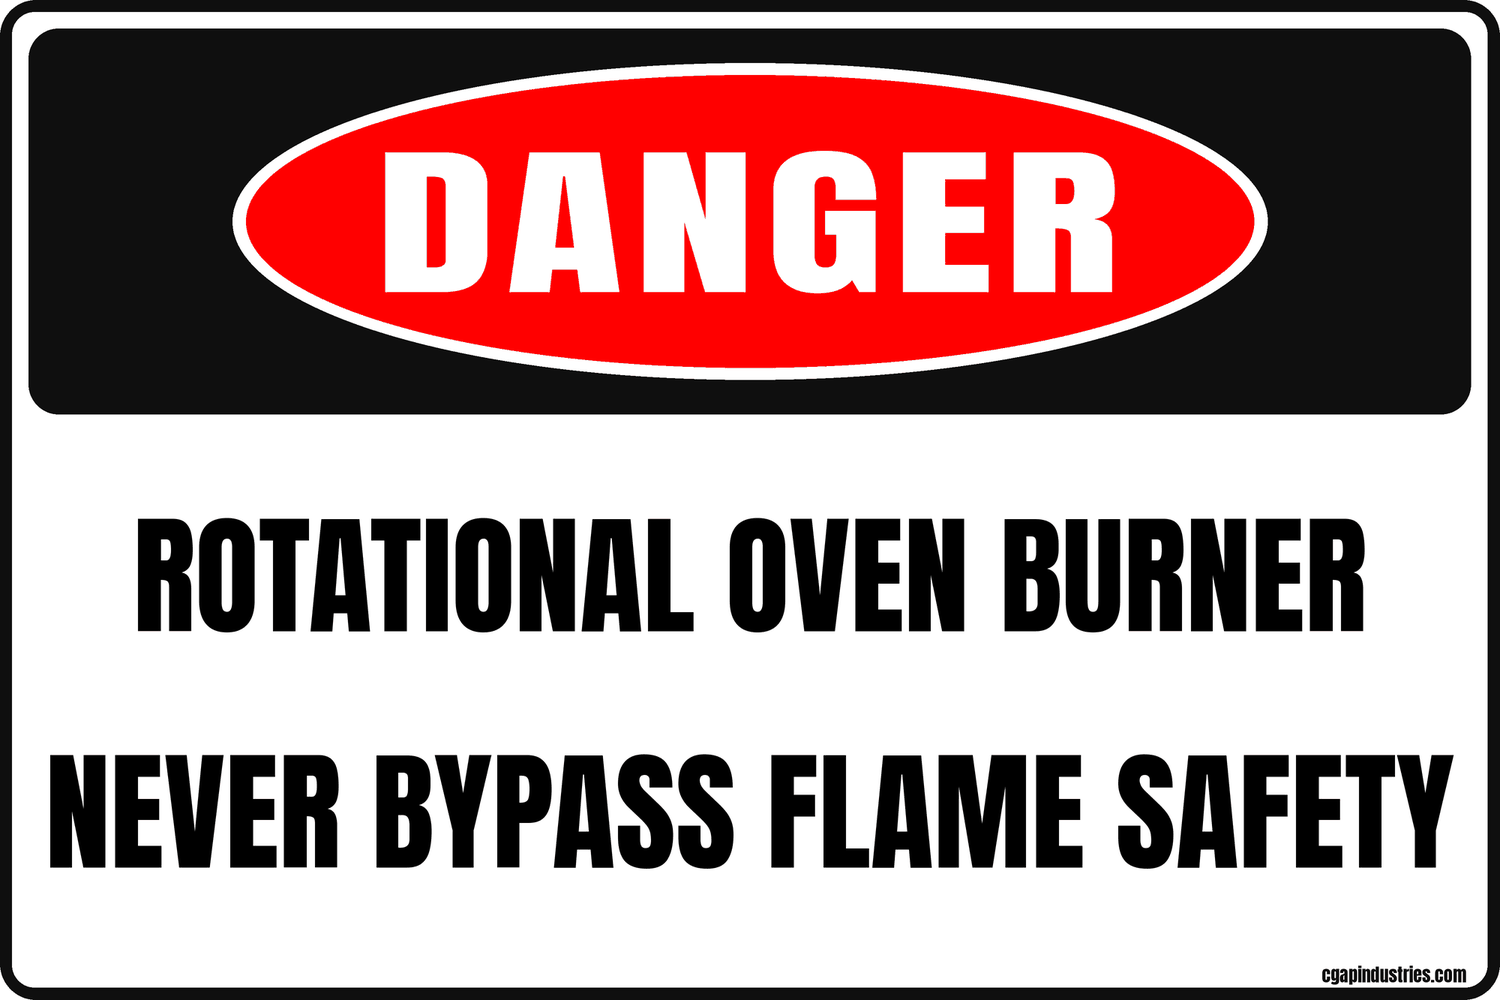 DANGER
ROTATIONAL OVEN BURNER
NEVER BYPASS FLAME SAFETY
cgapindustries.com